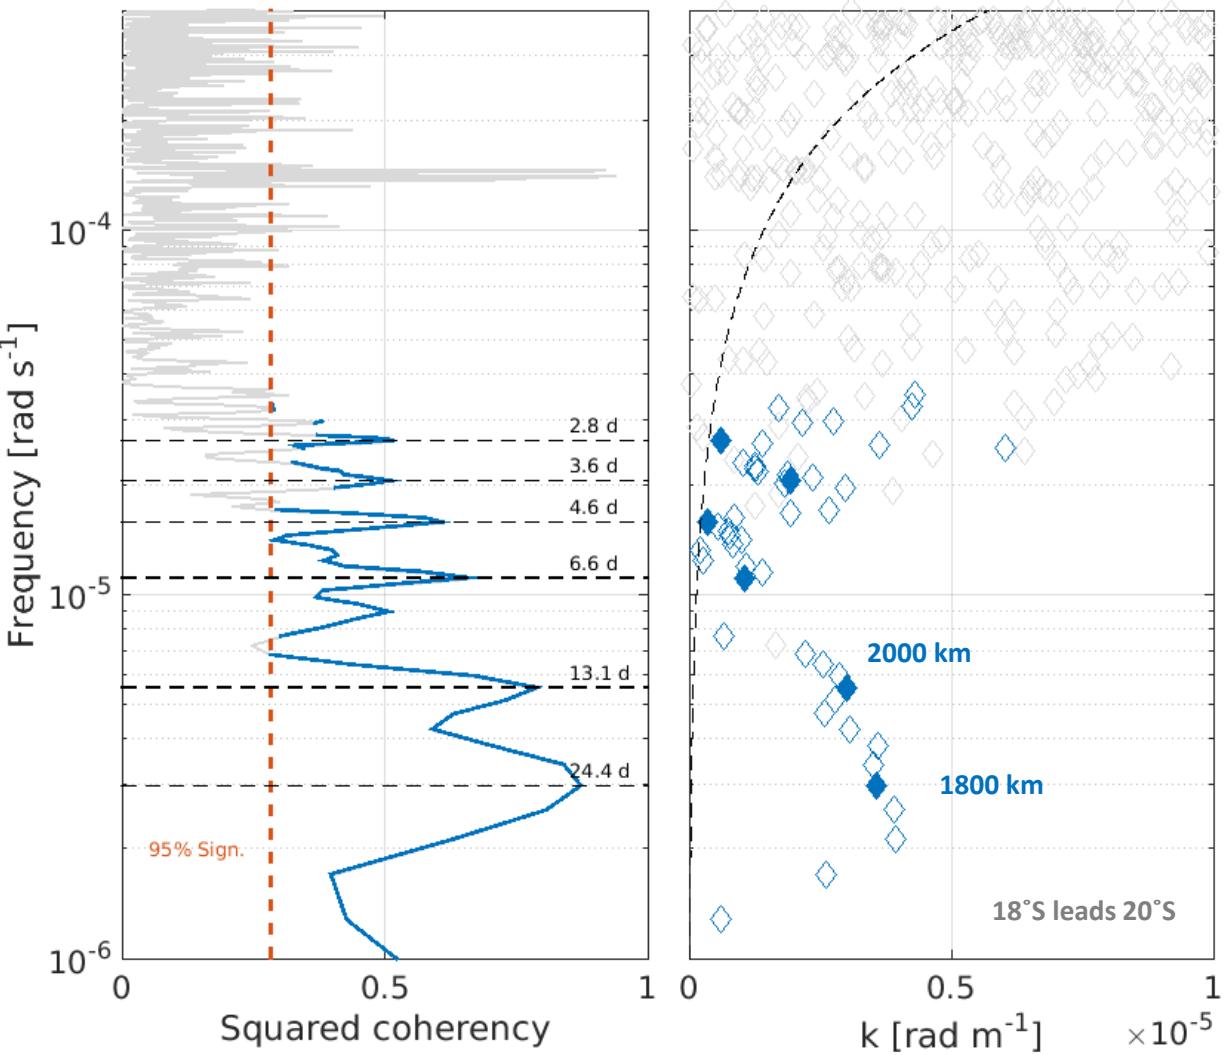 Frequency [rad s-1]
10-4
10-5
10-6
2.8 d
3.6 d
4.6 d
6.6 d
13.1 d
24.4 d
95% Sign.
0 0.5 1
Squared coherency
2000 km
1800 km
18°S leads 20°S
0 0.5 1
k [rad m-1] ×10-5